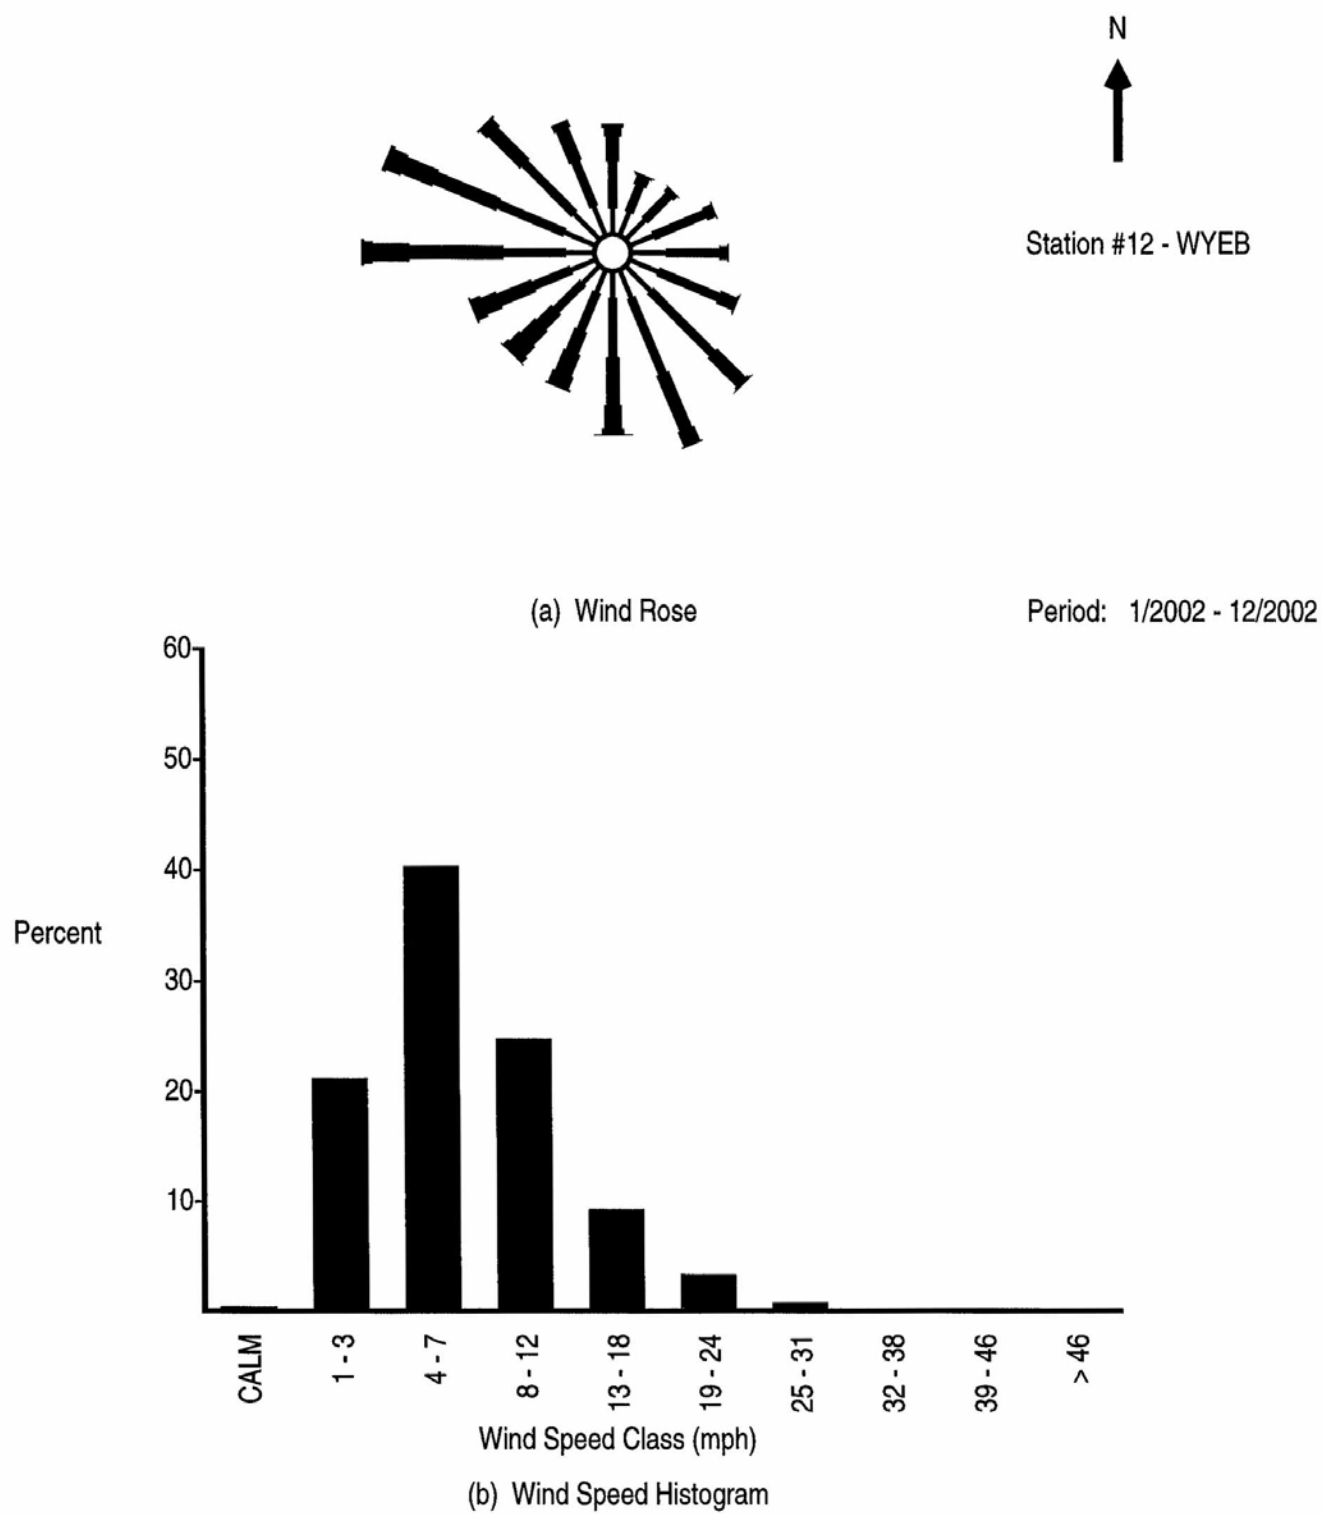 N
Station #12 - WYEB
(a) Wind Rose
Period: 1/2002 - 12/2002
60
50
40
Percent
30
20
10
CALM
1 - 3
4 - 7
8 - 12
13 - 18
19 - 24
25 - 31
32 - 38
39 - 46
> 46
Wind Speed Class (mph)
(b) Wind Speed Histogram